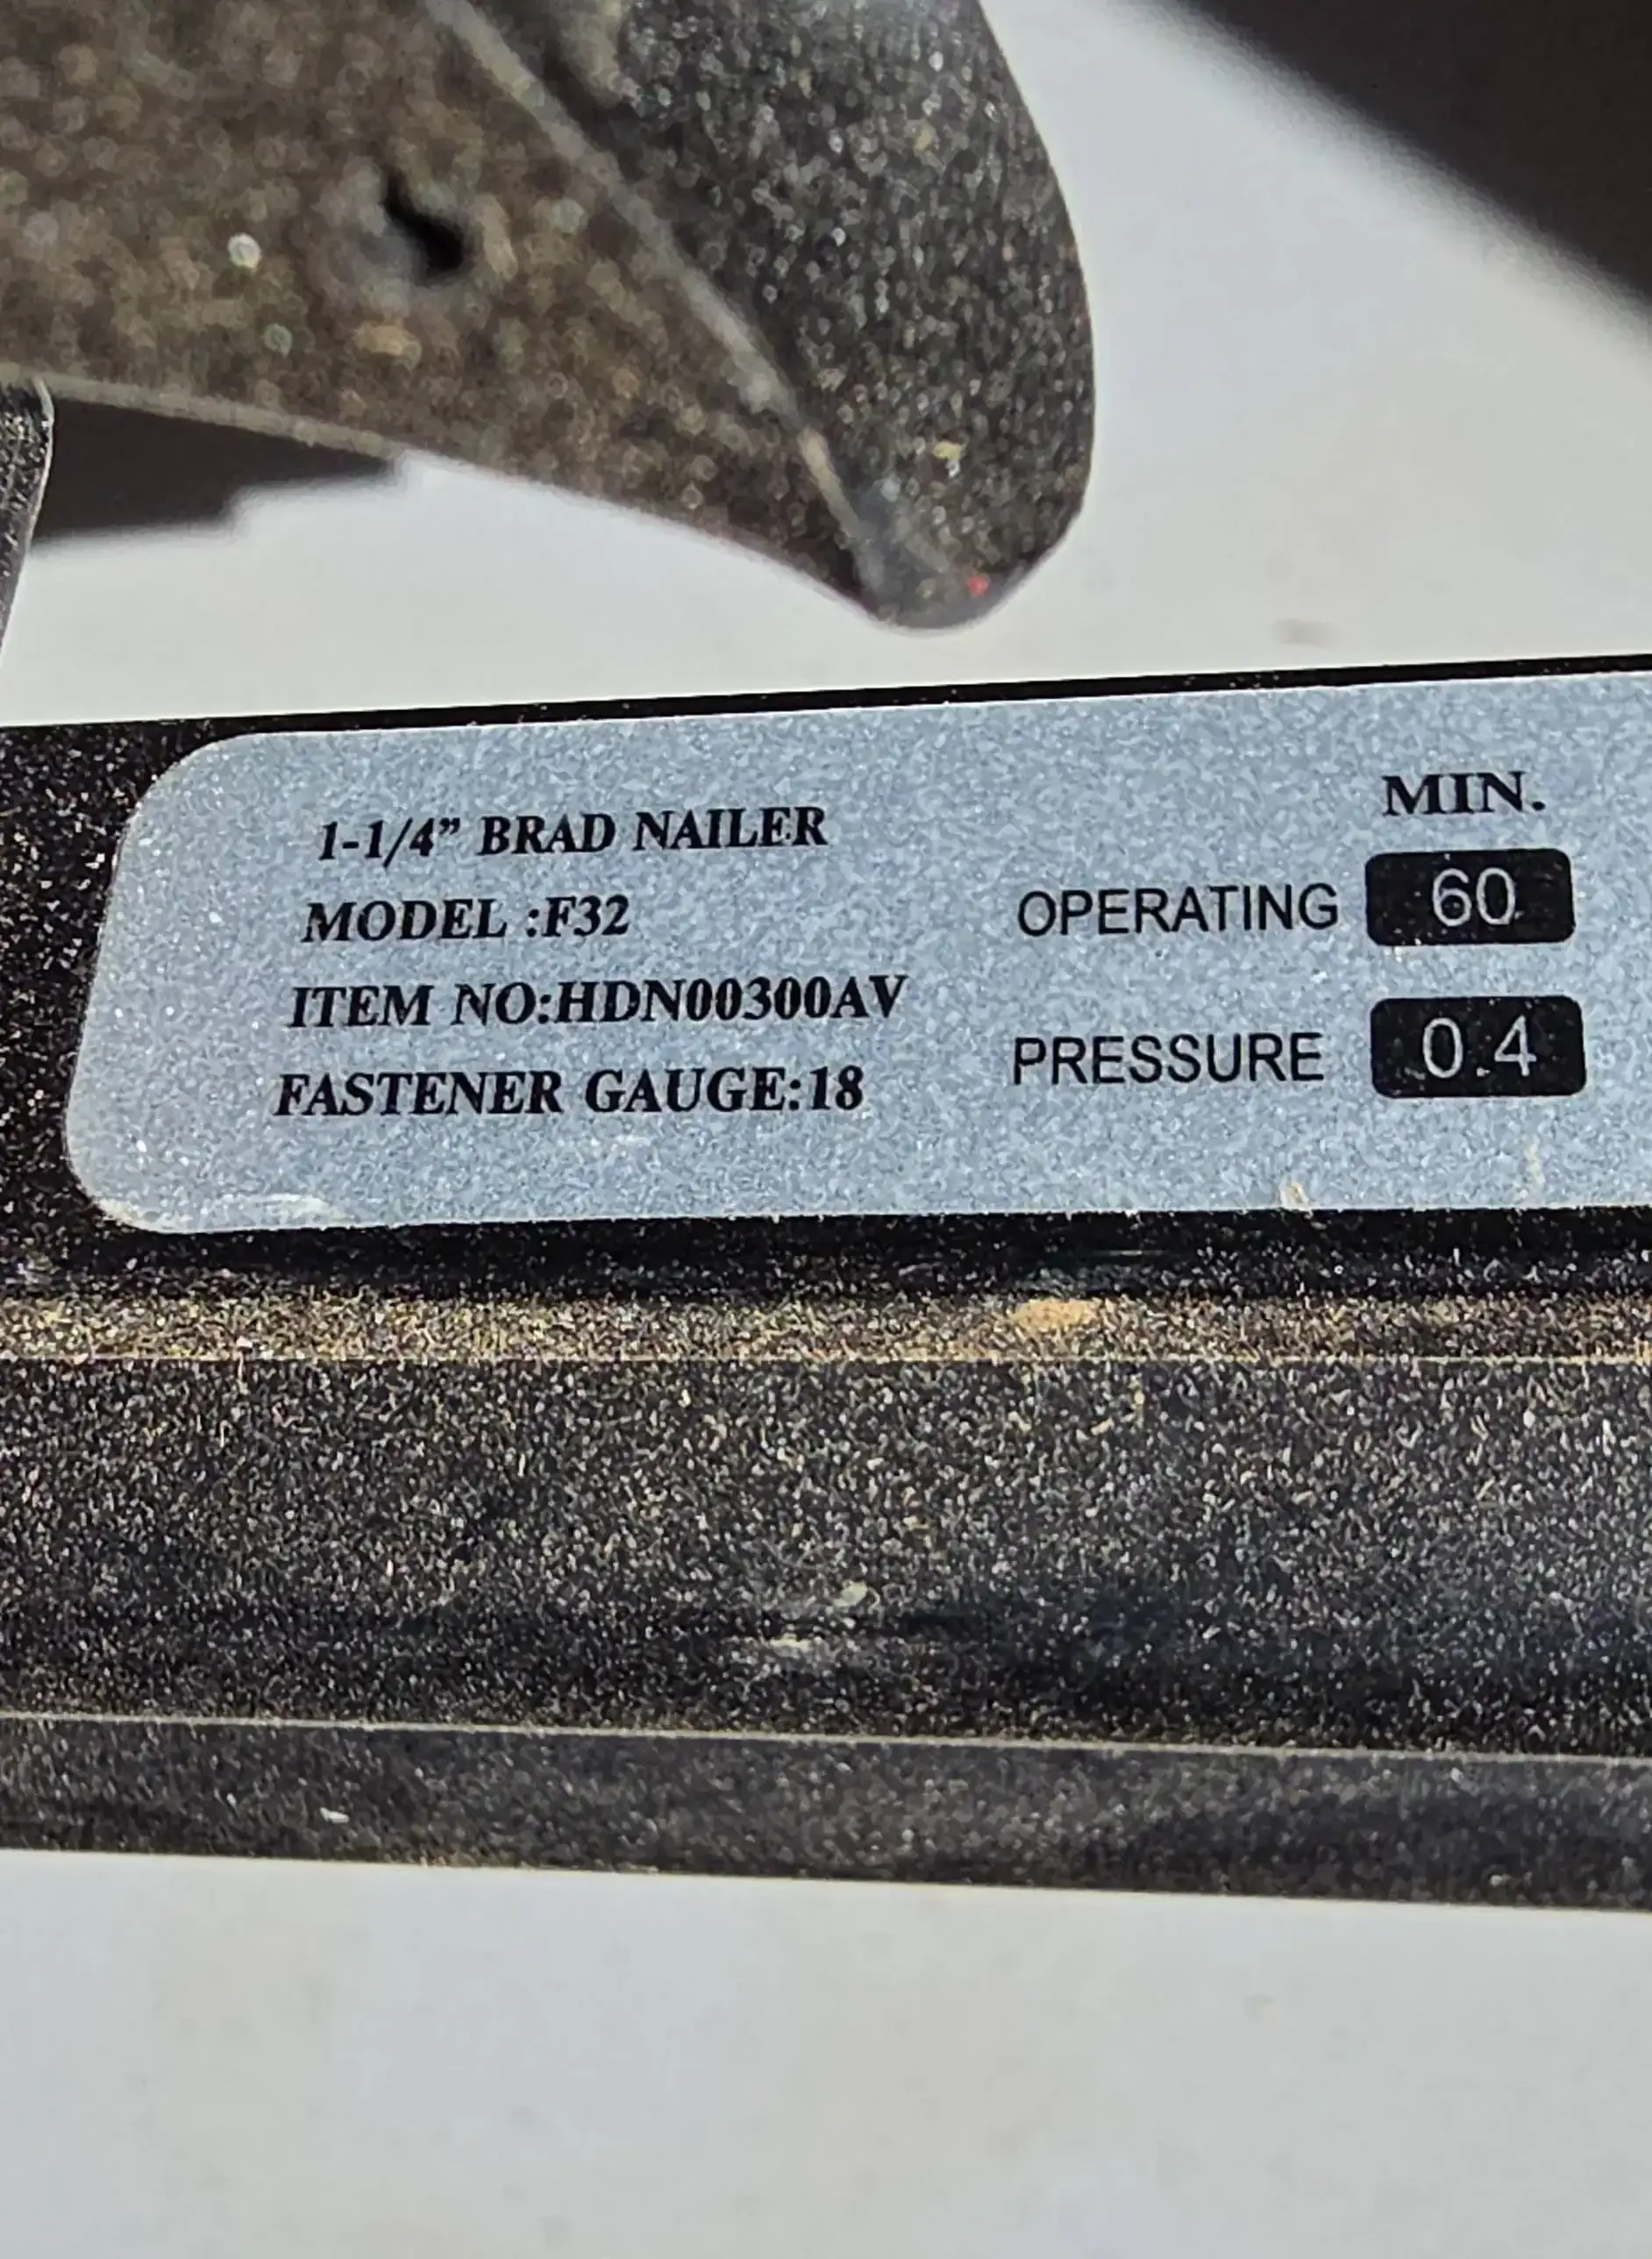 1-1/4” BRAD NAILER
MODEL :F32
ITEM NO:HDN00300AV
FASTENER GAUGE:18
MIN.
OPERATING 60
PRESSURE 0.4